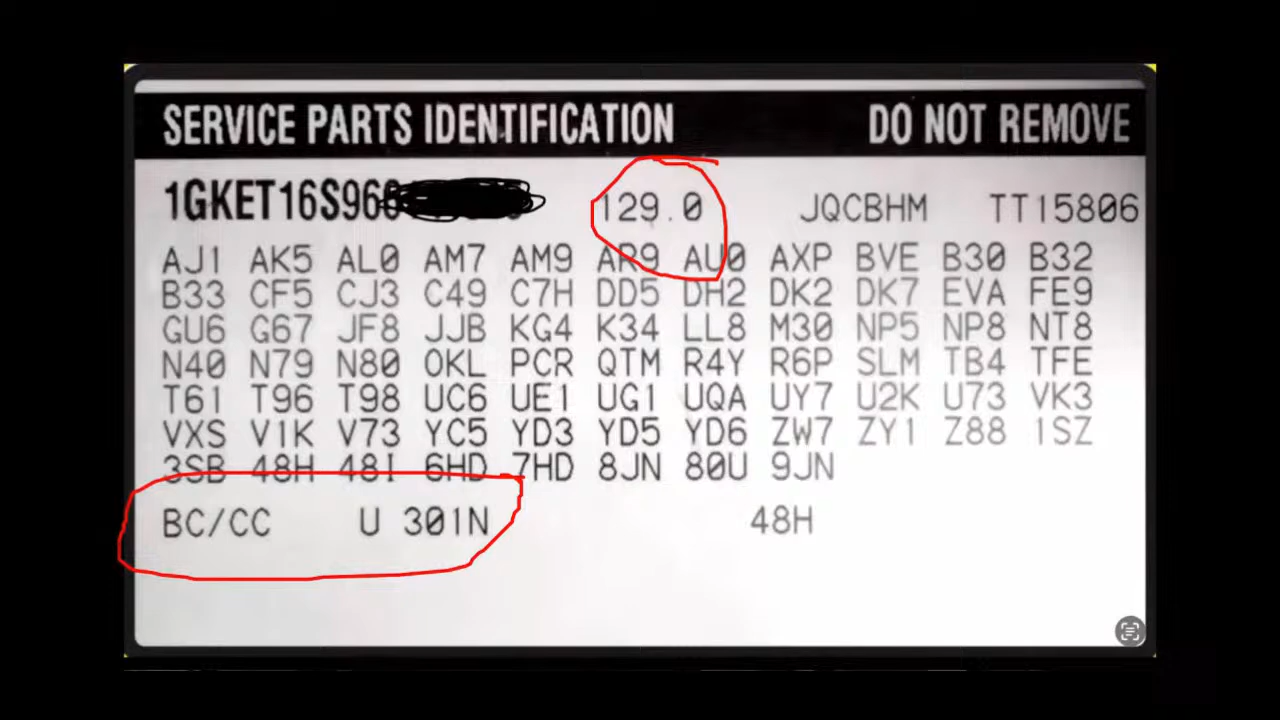 SERVICE PARTS IDENTIFICATION DO NOT REMOVE
1GKET16S96 129.0 JQCBHM TT15806
AJ1 AK5 AL0 AM7 AM9 AR9 AU0 AXP BVE B30 B32
B33 CF5 CJ3 C49 C7H DD5 DH2 DK2 DK7 EVA FE9
GU6 G67 JF8 JJB KG4 K34 LL8 M30 NP5 NP8 NT8
N40 N79 N80 OKL PCR QTM R4Y R6P SLM TB4 TFE
T61 T96 T98 UC6 UE1 UG1 UQA UY7 U2K U73 VK3
VXS V1K V73 YC5 YD3 YD5 YD6 ZW7 ZY1 Z88 1SZ
3SB 48H 48I 6HD 7HD 8JN 80U 9JN
BC/CC U 301N 48H